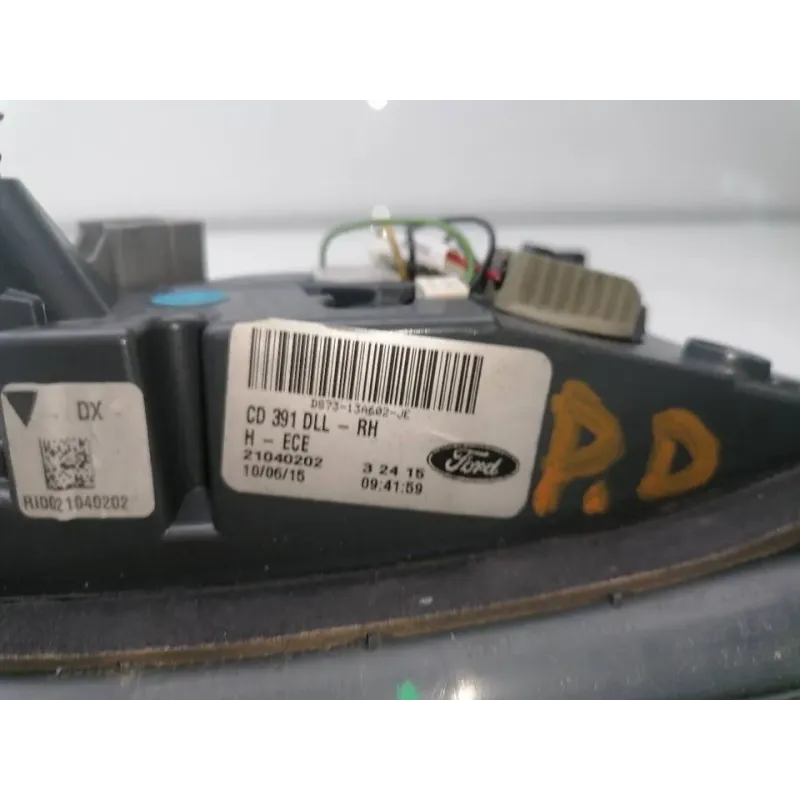 DS73-13A602-JE
CD 391 DLL - RH
H - ECE
21040202 3 24 15
10/06/15 09:41:59
Ford
DX
RID021040202
P.D